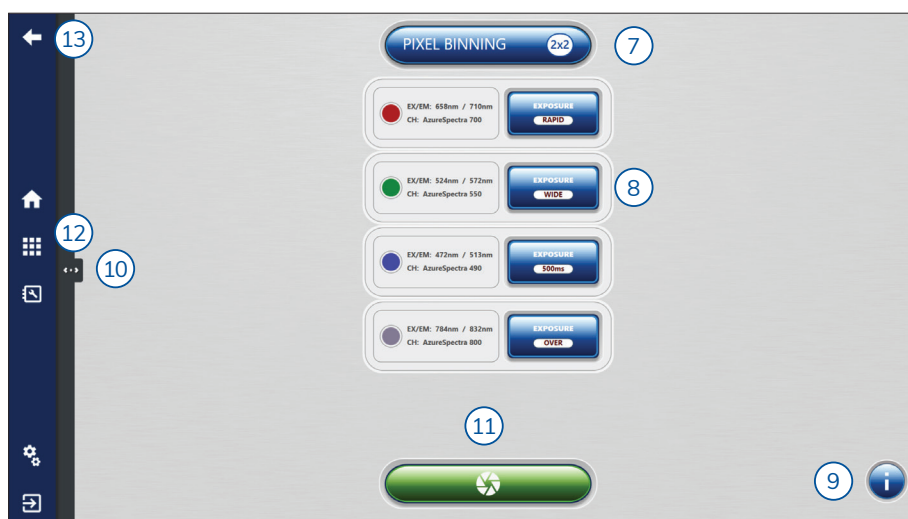 13
PIXEL BINNING 2x2
7
EX/EM: 658nm / 710nm
CH: AzureSpectra 700
EXPOSURE
RAPID
EX/EM: 524nm / 572nm
CH: AzureSpectra 550
EXPOSURE
WIDE
8
12
10
EX/EM: 472nm / 513nm
CH: AzureSpectra 490
EXPOSURE
500ms
EX/EM: 784nm / 832nm
CH: AzureSpectra 800
EXPOSURE
OVER
11
9
i